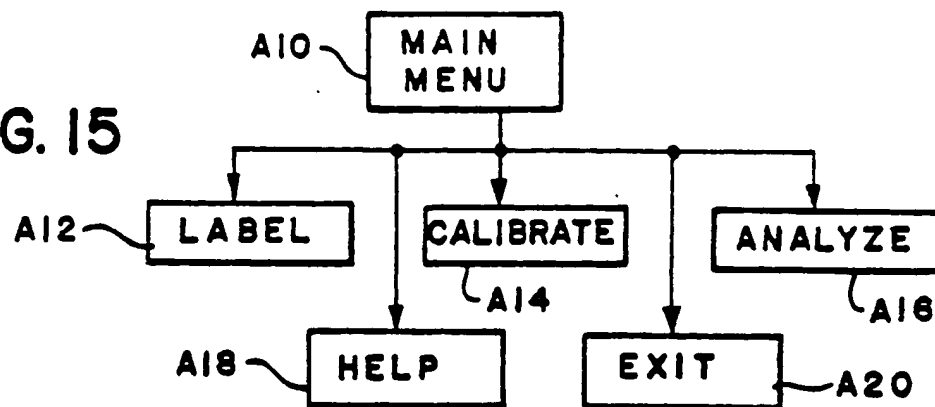 A10
MAIN
MENU
G. 15
A12
LABEL
CALIBRATE
ANALYZE
A14
A16
A18
HELP
EXIT
A20